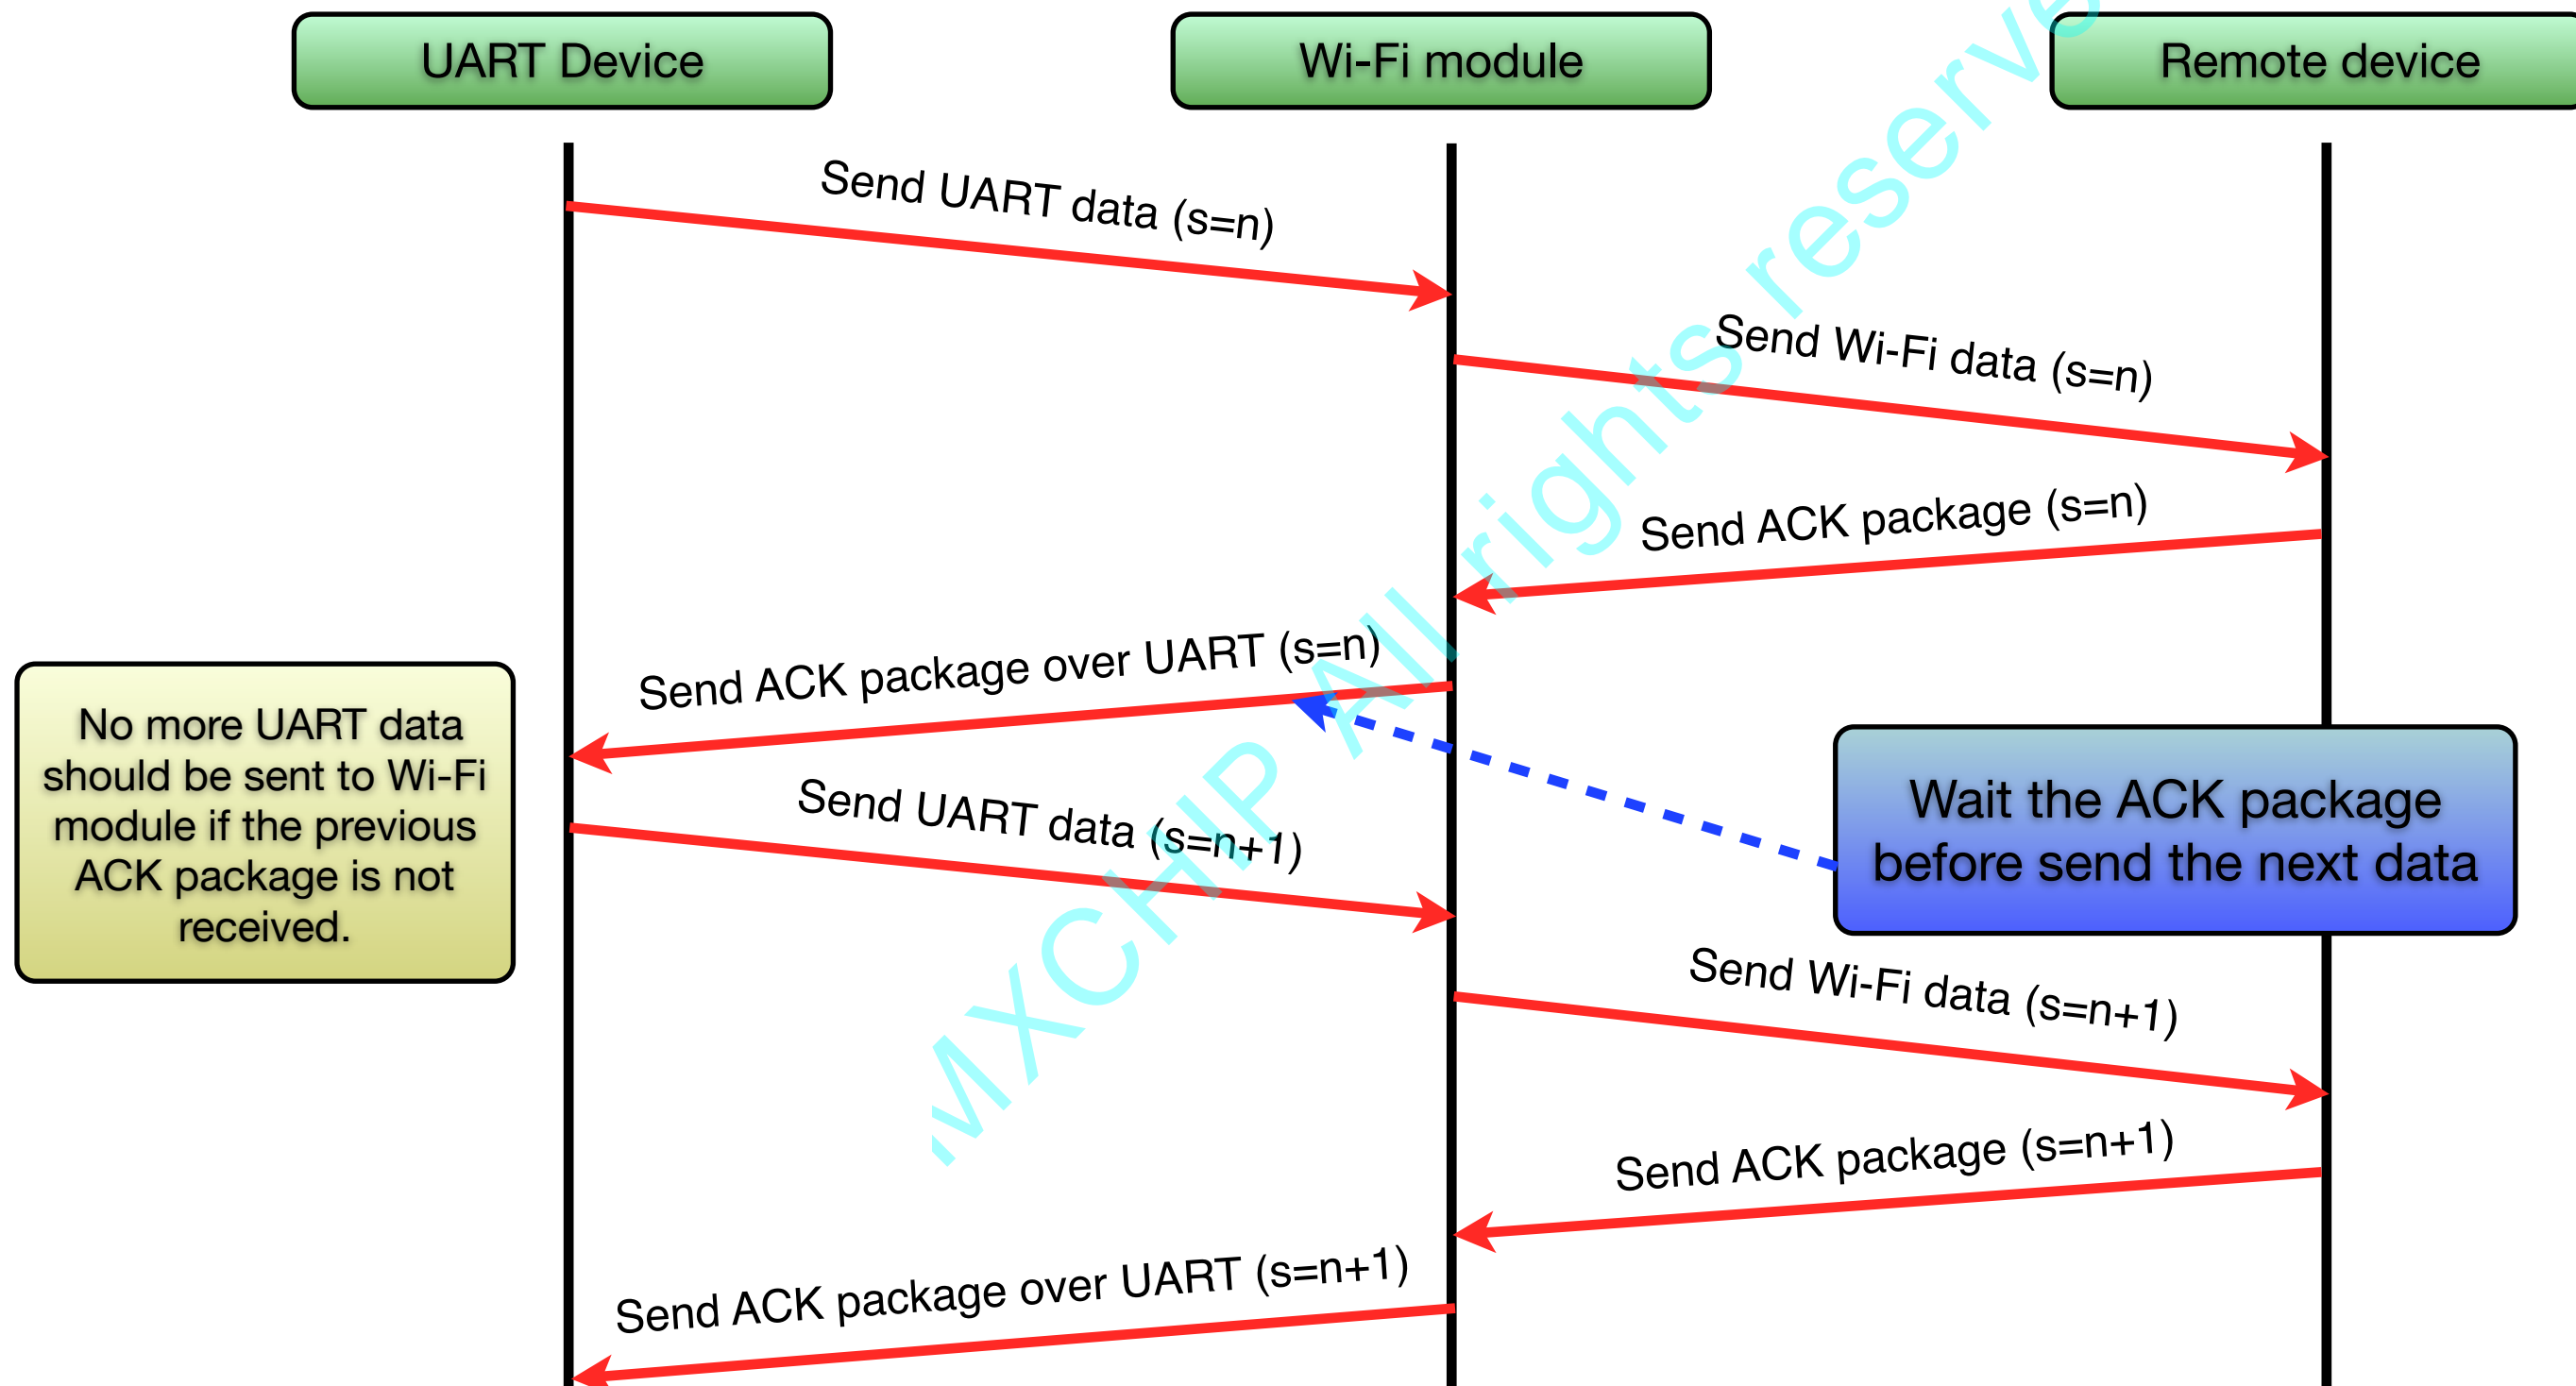 UART Device
Wi-Fi module
Remote device
Send UART data (s=n)
Send Wi-Fi data (s=n)
Send ACK package (s=n)
Send ACK package over UART (s=n)
No more UART data
should be sent to Wi-Fi
module if the previous
ACK package is not
received.
Wait the ACK package
before send the next data
Send UART data (s=n+1)
Send Wi-Fi data (s=n+1)
Send ACK package (s=n+1)
Send ACK package over UART (s=n+1)
MXCHIP All rights reserve